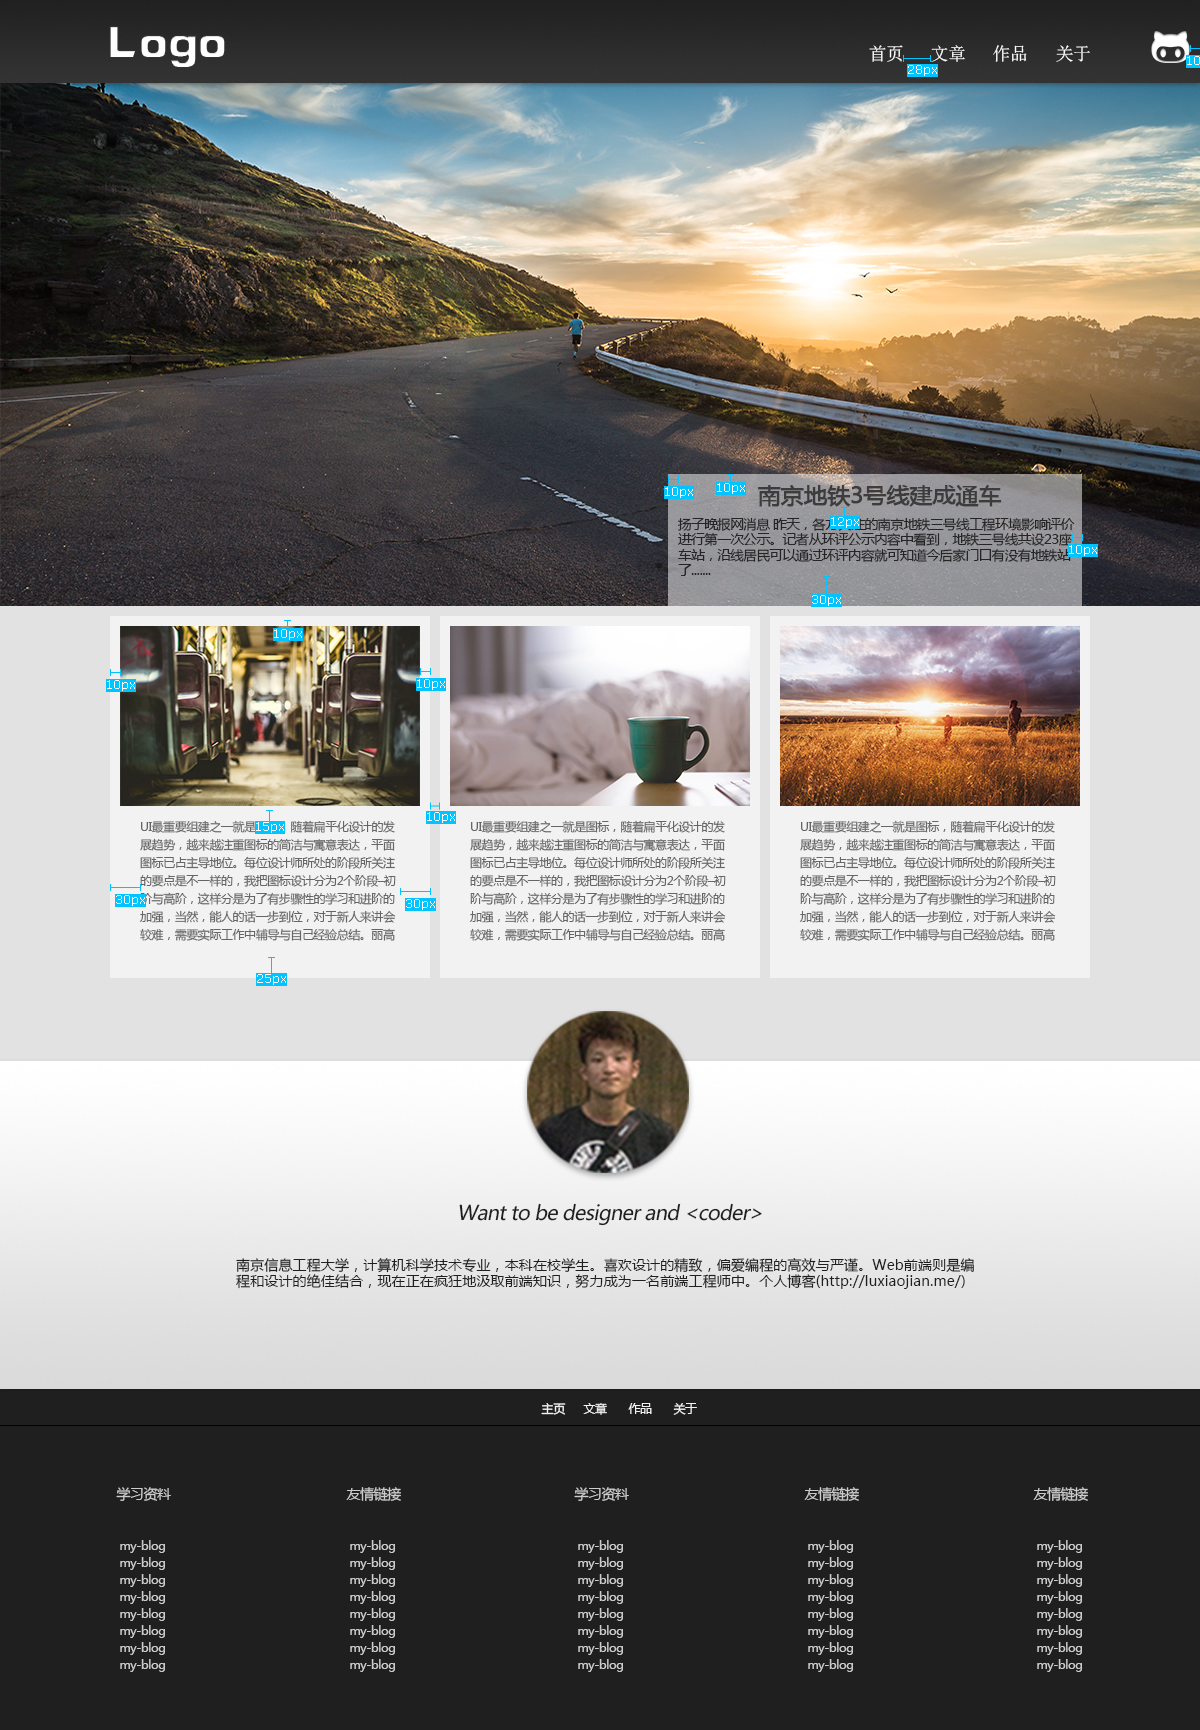 Logo
首页 文章 作品 关于
28px
10
南京地铁3号线建成通车
10px
10px
扬子晚报网消息 昨天，各 的南京地铁三号线工程环境影响评价
12px
进行第一次公示。记者从环评公示内容中看到，地铁三号线共设23座
10px
车站，沿线居民可以通过环评内容就可知道今后家门口有没有地铁站
了.......
30px
10px
10px
10px
10px
15px
UI最重要组建之一就是 随着扁平化设计的发
展趋势，越来越注重图标的简洁与寓意表达，平面
图标已占主导地位。每位设计师所处的阶段所关注
的要点是不一样的，我把图标设计分为2个阶段–初
阶与高阶，这样分是为了有步骤性的学习和进阶的
加强，当然，能人的话一步到位，对于新人来讲会
较难，需要实际工作中辅导与自己经验总结。丽高
30px
30px
25px
UI最重要组建之一就是图标，随着扁平化设计的发
展趋势，越来越注重图标的简洁与寓意表达，平面
图标已占主导地位。每位设计师所处的阶段所关注
的要点是不一样的，我把图标设计分为2个阶段–初
阶与高阶，这样分是为了有步骤性的学习和进阶的
加强，当然，能人的话一步到位，对于新人来讲会
较难，需要实际工作中辅导与自己经验总结。丽高
UI最重要组建之一就是图标，随着扁平化设计的发
展趋势，越来越注重图标的简洁与寓意表达，平面
图标已占主导地位。每位设计师所处的阶段所关注
的要点是不一样的，我把图标设计分为2个阶段–初
阶与高阶，这样分是为了有步骤性的学习和进阶的
加强，当然，能人的话一步到位，对于新人来讲会
较难，需要实际工作中辅导与自己经验总结。丽高
Want to be designer and <coder>
南京信息工程大学，计算机科学技术专业，本科在校学生。喜欢设计的精致，偏爱编程的高效与严谨。Web前端则是编
程和设计的绝佳结合，现在正在疯狂地汲取前端知识，努力成为一名前端工程师中。个人博客(http://luxiaojian.me/)
主页 文章 作品 关于
学习资料 友情链接 学习资料 友情链接 友情链接
my-blog my-blog my-blog my-blog my-blog
my-blog my-blog my-blog my-blog my-blog
my-blog my-blog my-blog my-blog my-blog
my-blog my-blog my-blog my-blog my-blog
my-blog my-blog my-blog my-blog my-blog
my-blog my-blog my-blog my-blog my-blog
my-blog my-blog my-blog my-blog my-blog
my-blog my-blog my-blog my-blog my-blog